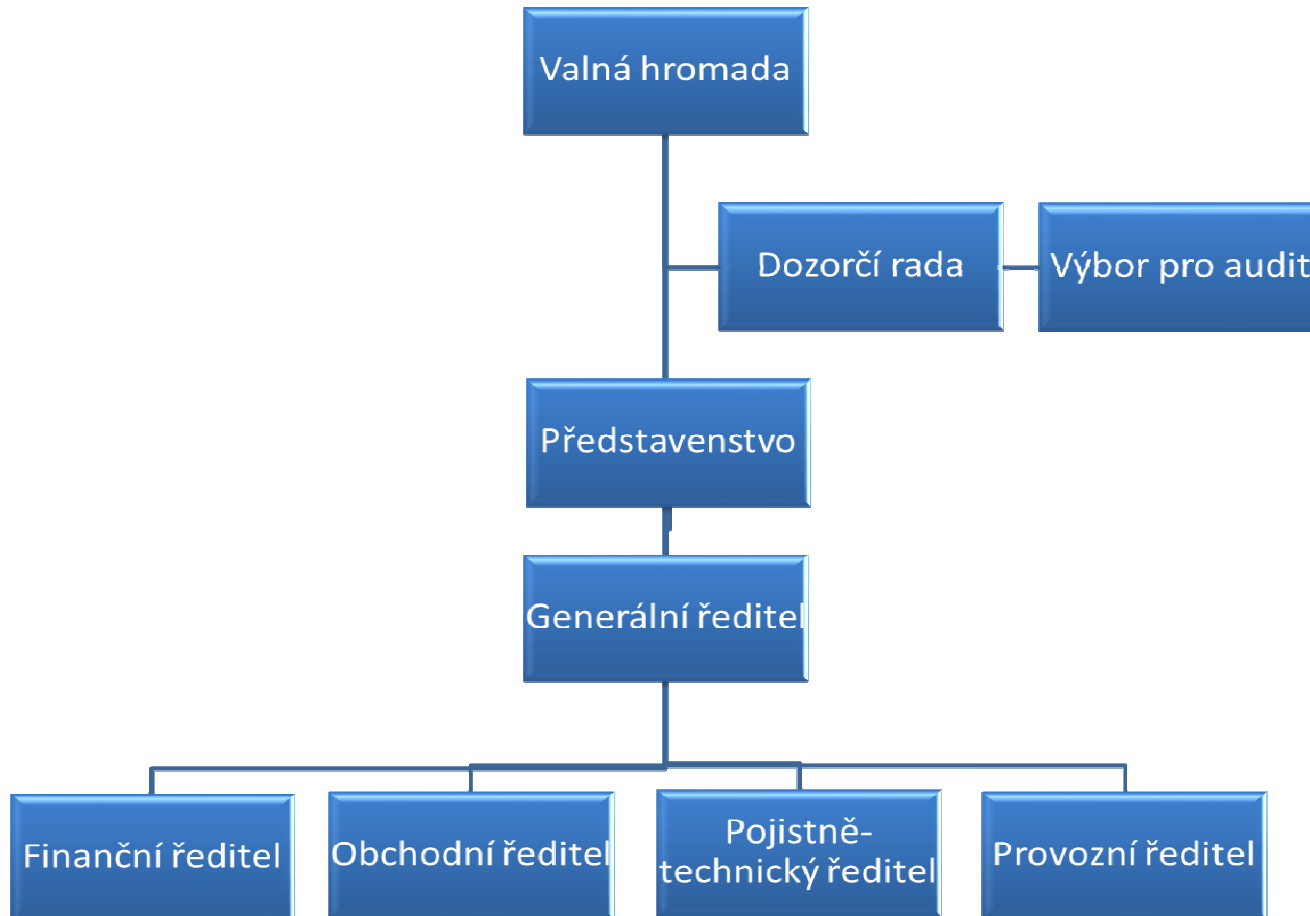 Valná hromada
Dozorčí rada
Výbor pro audit
Představenstvo
Generální ředitel
Finanční ředitel
Obchodní ředitel
Pojistně-
technický ředitel
Provozní ředitel